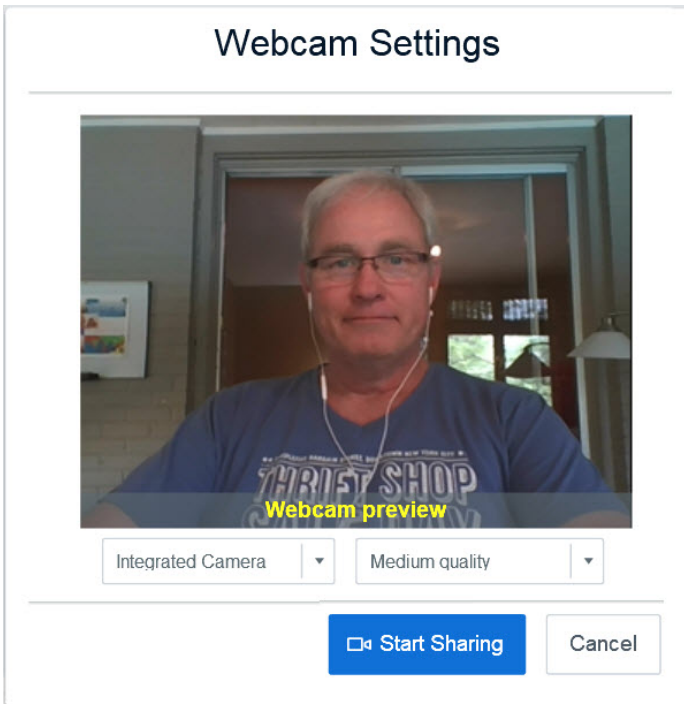 Webcam Settings
THRIFT SHOP
Webcam preview
Integrated Camera
Medium quality
Start Sharing
Cancel